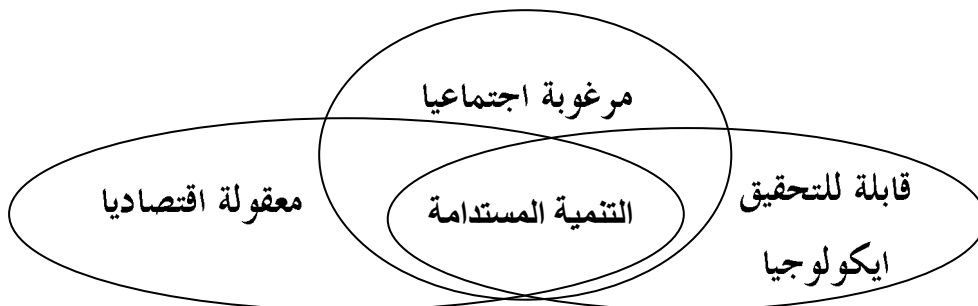 مرغوبة اجتماعيا
قابلة للتحقيق
ايكولوجيا
التنمية المستدامة
معقولة اقتصاديا